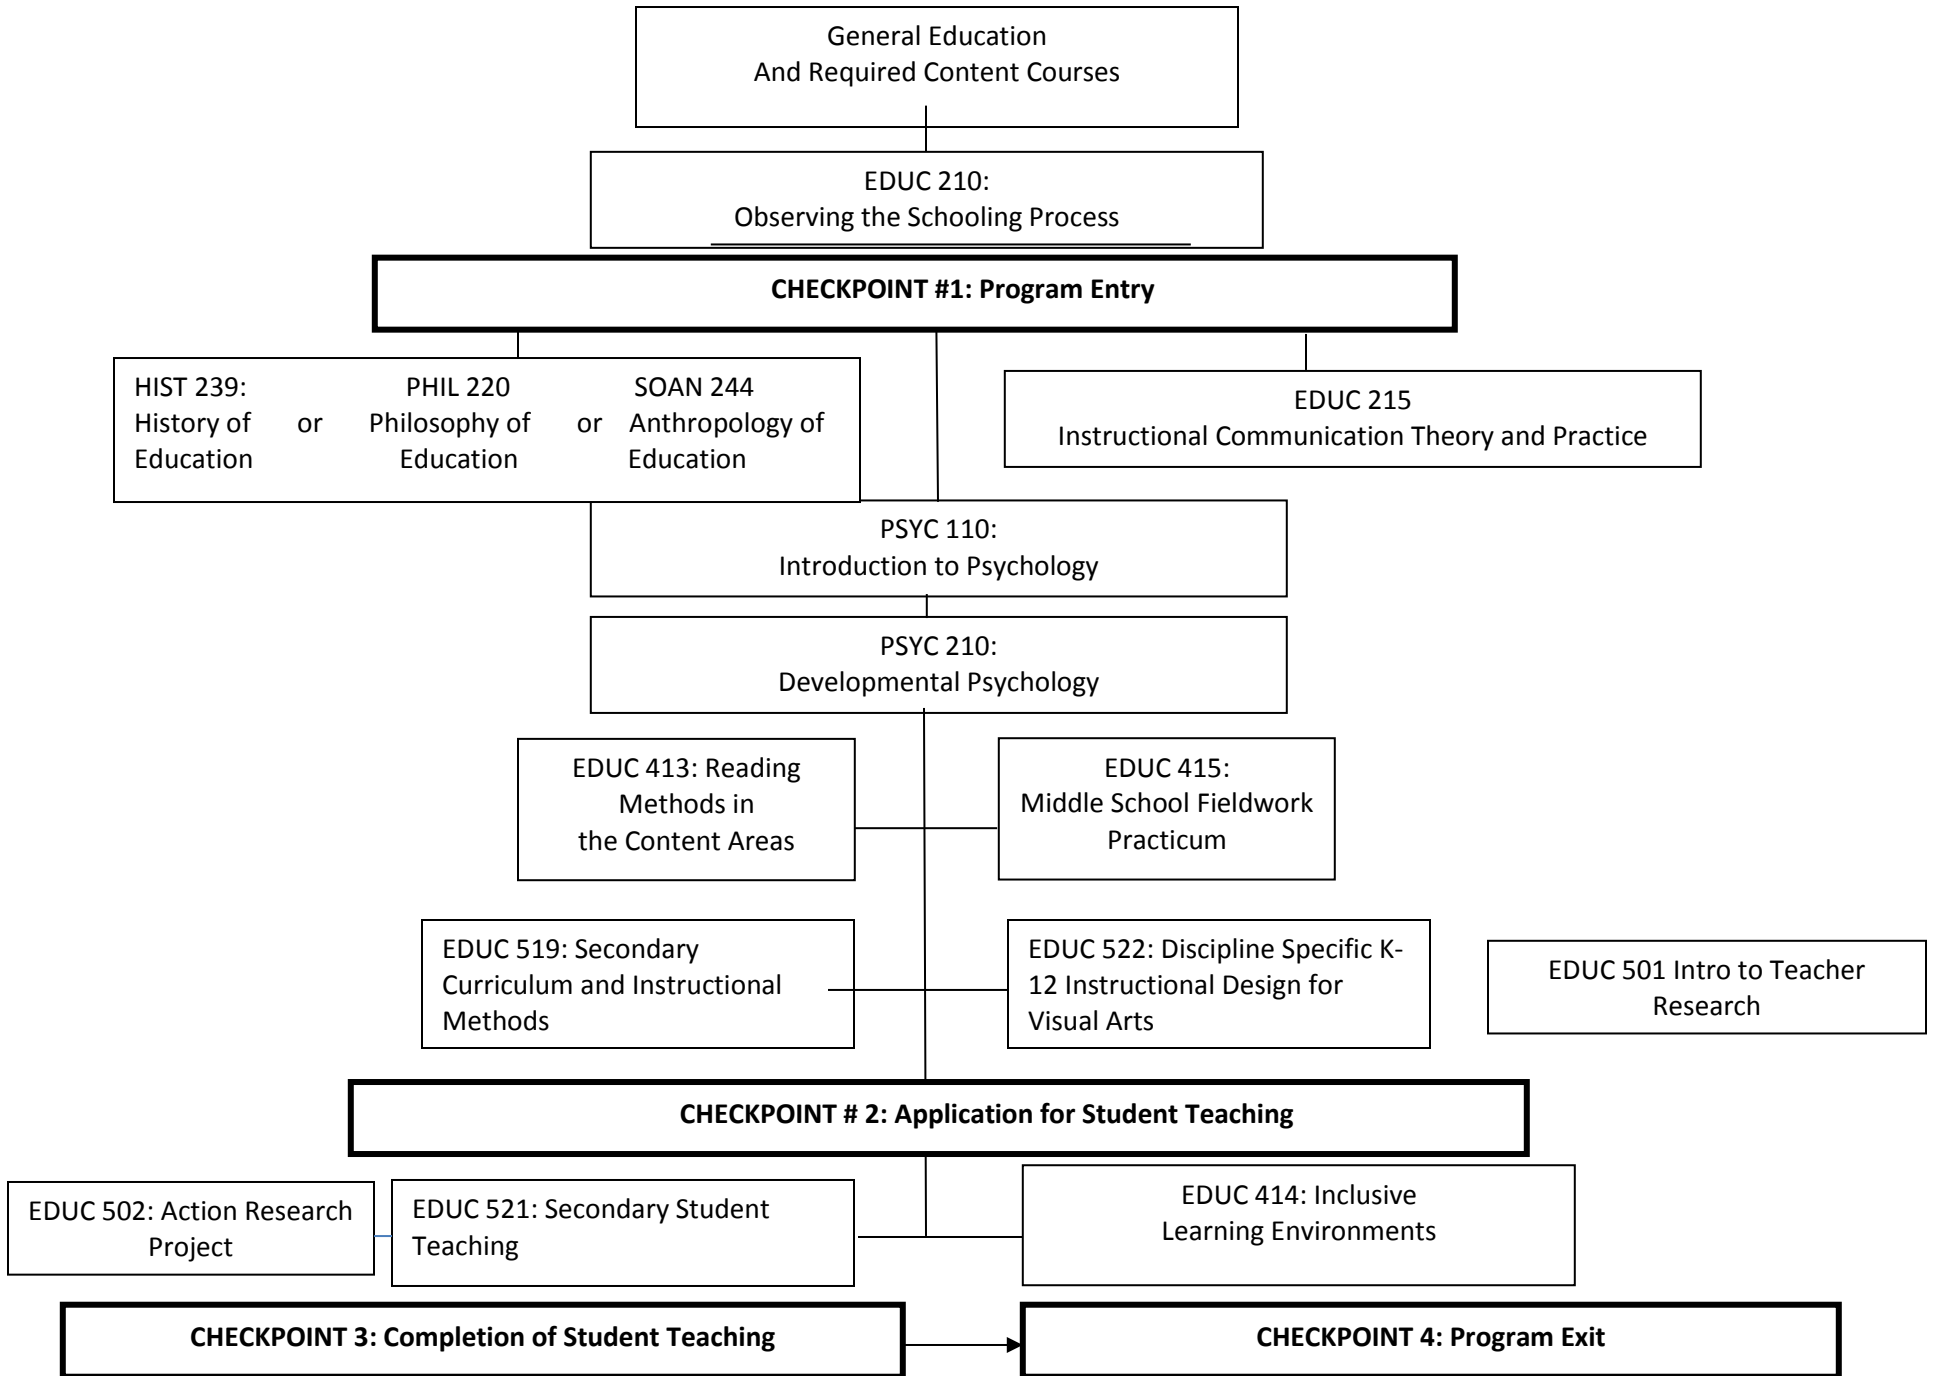 General Education
And Required Content Courses
EDUC 210:
Observing the Schooling Process
CHECKPOINT #1: Program Entry
HIST 239: PHIL 220 SOAN 244
History of or Philosophy of or Anthropology of
Education Education Education
EDUC 215
Instructional Communication Theory and Practice
PSYC 110:
Introduction to Psychology
PSYC 210:
Developmental Psychology
EDUC 413: Reading
Methods in
the Content Areas
EDUC 415:
Middle School Fieldwork
Practicum
EDUC 519: Secondary
Curriculum and Instructional
Methods
EDUC 522: Discipline Specific K-
12 Instructional Design for
Visual Arts
EDUC 501 Intro to Teacher
Research
CHECKPOINT # 2: Application for Student Teaching
EDUC 502: Action Research
Project
EDUC 521: Secondary Student
Teaching
EDUC 414: Inclusive
Learning Environments
CHECKPOINT 3: Completion of Student Teaching
CHECKPOINT 4: Program Exit